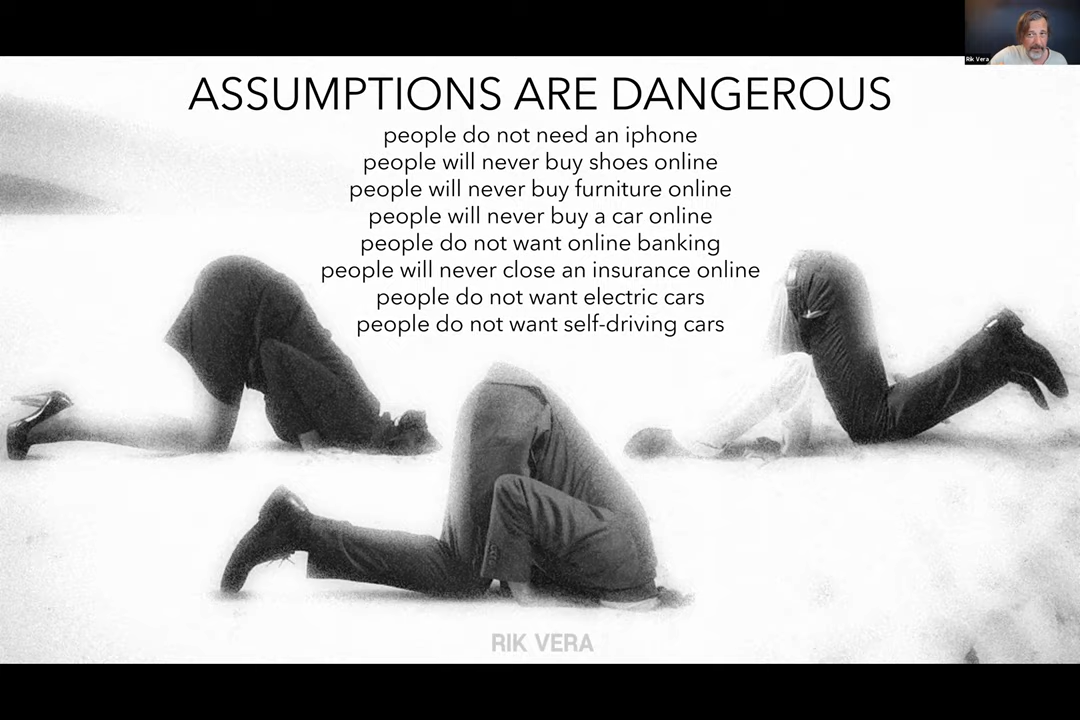 Rik Vera
ASSUMPTIONS ARE DANGEROUS
people do not need an iphone
people will never buy shoes online
people will never buy furniture online
people will never buy a car online
people do not want online banking
people will never close an insurance online
people do not want electric cars
people do not want self-driving cars
RIK VERA